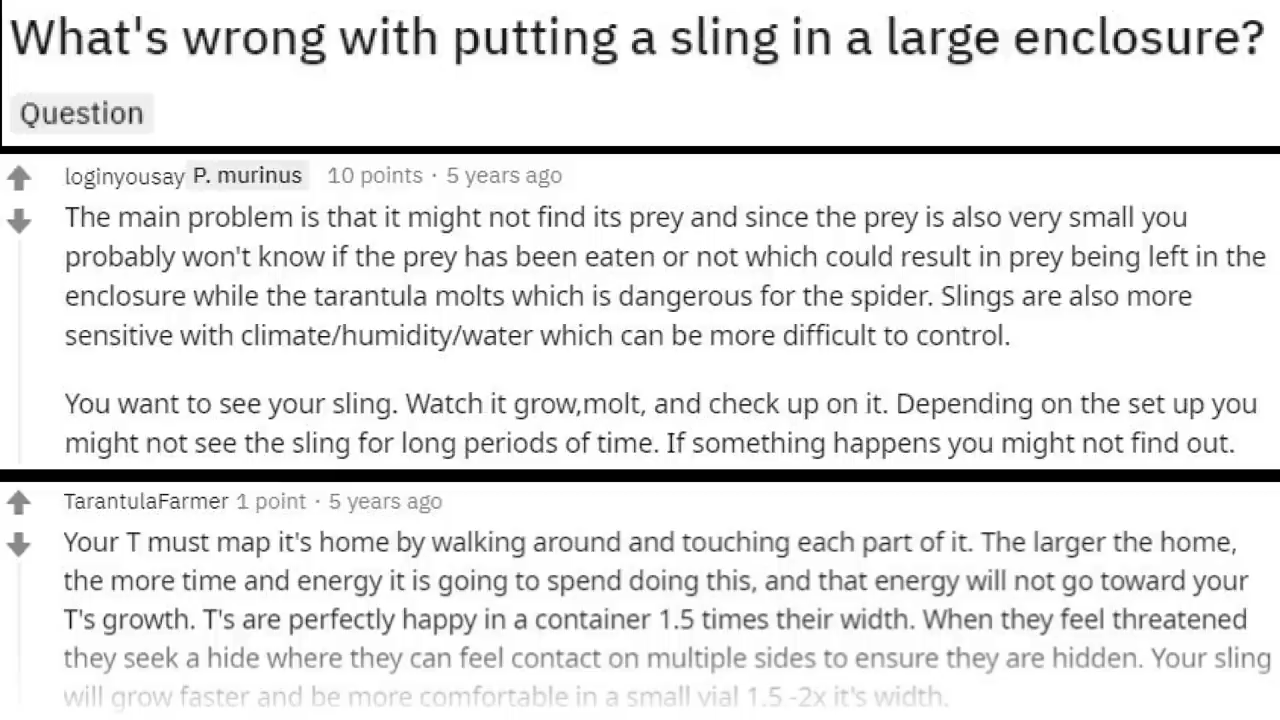 What's wrong with putting a sling in a large enclosure?
Question
loginyousay P. murinus 10 points · 5 years ago
The main problem is that it might not find its prey and since the prey is also very small you
probably won't know if the prey has been eaten or not which could result in prey being left in the
enclosure while the tarantula molts which is dangerous for the spider. Slings are also more
sensitive with climate/humidity/water which can be more difficult to control.
You want to see your sling. Watch it grow,molt, and check up on it. Depending on the set up you
might not see the sling for long periods of time. If something happens you might not find out.
TarantulaFarmer 1 point · 5 years ago
Your T must map it's home by walking around and touching each part of it. The larger the home,
the more time and energy it is going to spend doing this, and that energy will not go toward your
T's growth. T's are perfectly happy in a container 1.5 times their width. When they feel threatened
they seek a hide where they can feel contact on multiple sides to ensure they are hidden. Your sling
will grow faster and be more comfortable in a small vial 1.5 -2x it's width.